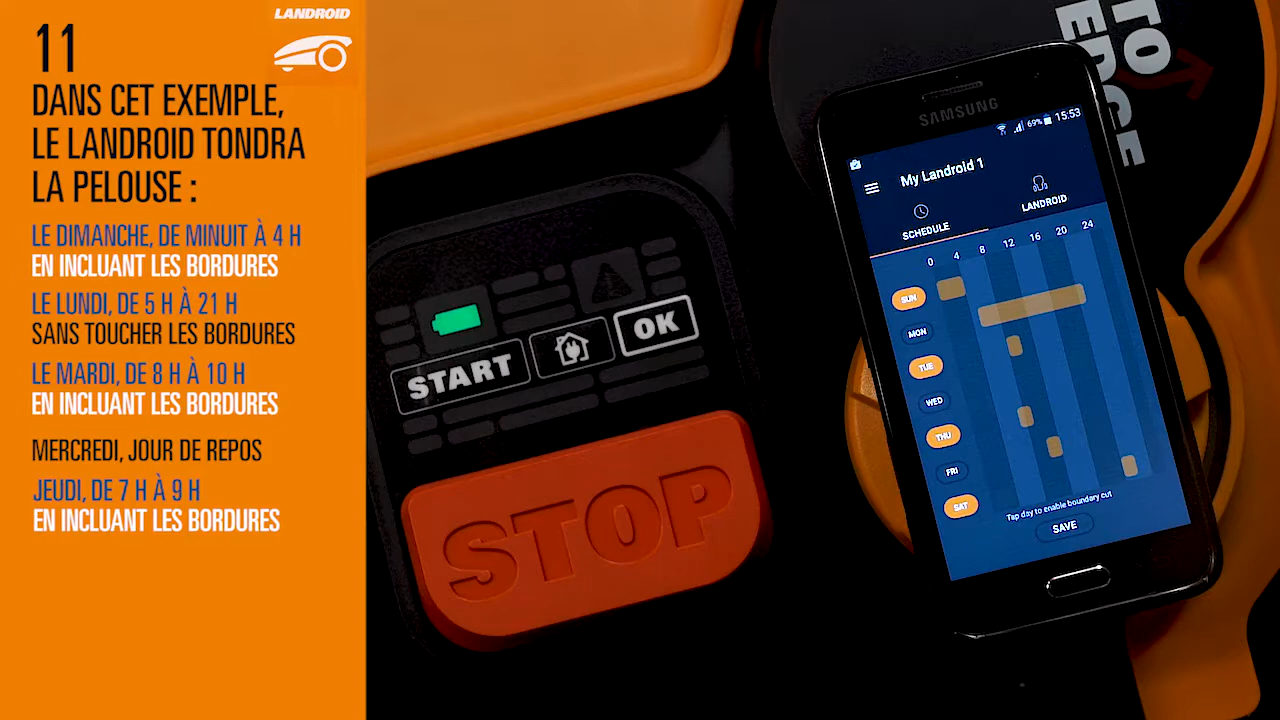 LANDROID
11
DANS CET EXEMPLE,
LE LANDROID TONDRA
LA PELOUSE :
LE DIMANCHE, DE MINUIT À 4 H
EN INCLUANT LES BORDURES
LE LUNDI, DE 5 H À 21 H
SANS TOUCHER LES BORDURES
LE MARDI, DE 8 H À 10 H
EN INCLUANT LES BORDURES
MERCREDI, JOUR DE REPOS
JEUDI, DE 7 H À 9 H
EN INCLUANT LES BORDURES
START
OK
STOP
TO
EDGE
SAMSUNG
69% 15:53
My Landroid 1
SCHEDULE LANDROID
0 4 8 12 16 20 24
SUN
MON
TUE
WED
THU
FRI
SAT
Tap day to enable boundary cut
SAVE